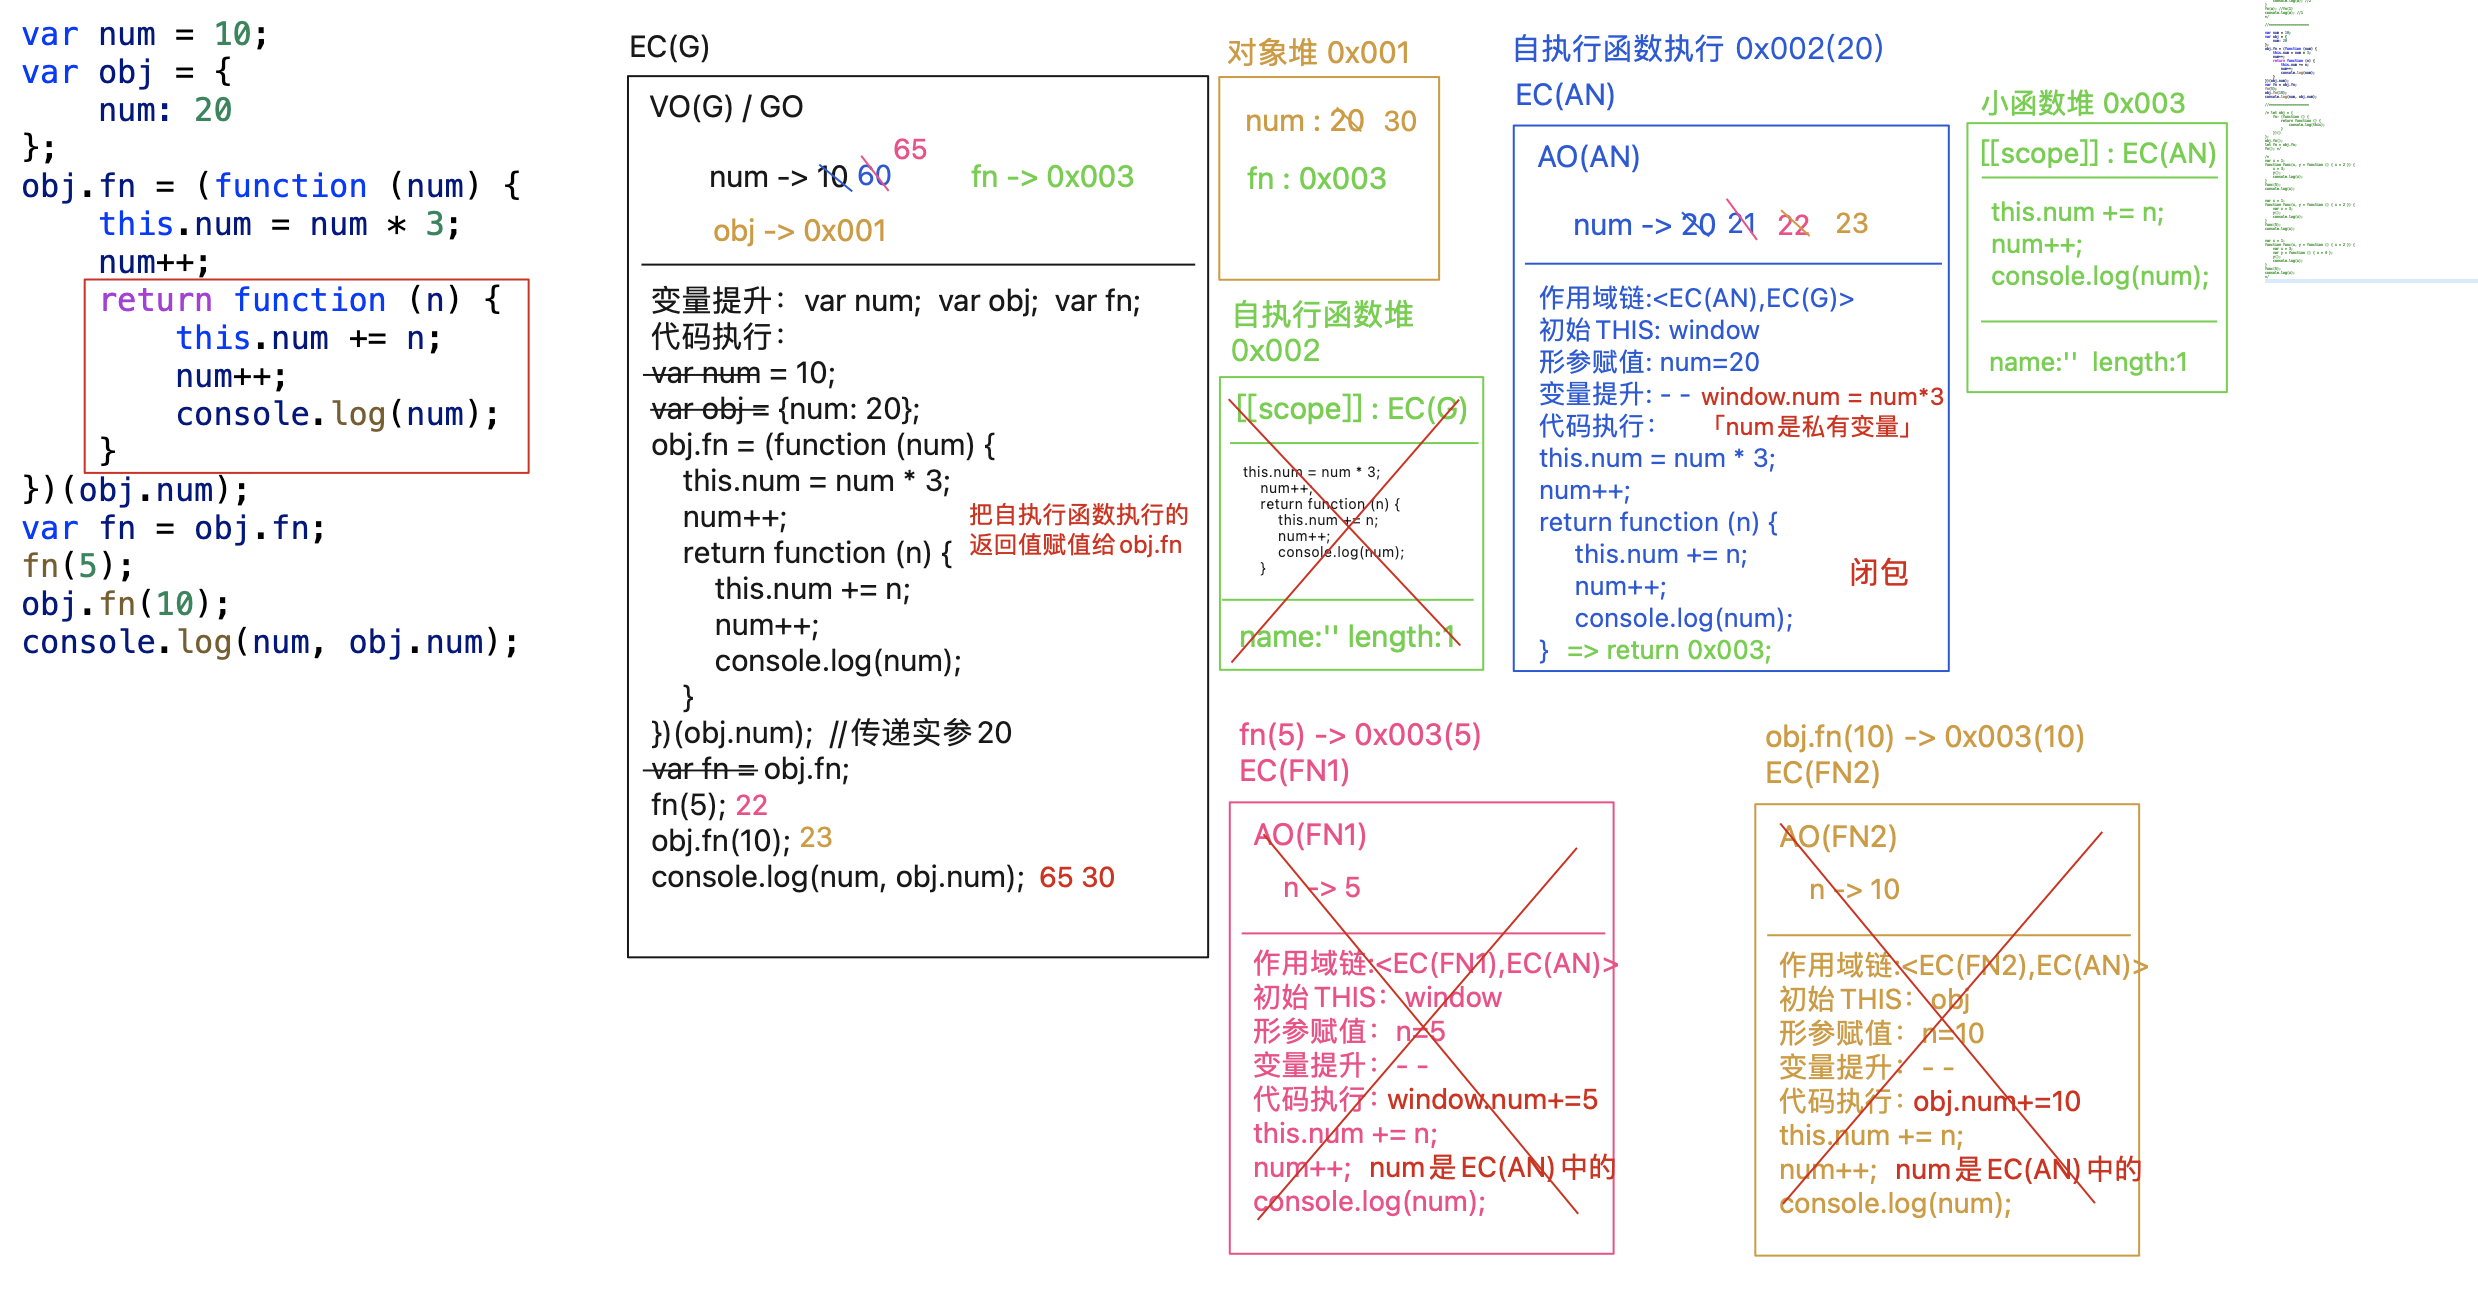 var num = 10;
var obj = {
    num: 20
};
obj.fn = (function (num) {
    this.num = num * 3;
    num++;
    return function (n) {
        this.num += n;
        num++;
        console.log(num);
    }
})(obj.num);
var fn = obj.fn;
fn(5);
obj.fn(10);
console.log(num, obj.num);
EC(G)
VO(G) / GO
65
num -> 10 60 fn -> 0x003
obj -> 0x001
变量提升：var num; var obj; var fn;
代码执行：
var num = 10;
var obj = {num: 20};
obj.fn = (function (num) {
    this.num = num * 3;
    num++;
    return function (n) {
        this.num += n;
        num++;
        console.log(num);
    }
})(obj.num); //传递实参20
var fn = obj.fn;
fn(5); 22
obj.fn(10); 23
console.log(num, obj.num); 65 30
把自执行函数执行的
返回值赋值给obj.fn
对象堆 0x001
num : 20 30
fn : 0x003
自执行函数堆
0x002
[[scope]] : EC(G)
this.num = num * 3;
    num++;
    return function (n) {
        this.num += n;
        num++;
        console.log(num);
    }
name:'' length:1
自执行函数执行 0x002(20)
EC(AN)
AO(AN)
num -> 20 21 22 23
作用域链:<EC(AN),EC(G)>
初始THIS: window
形参赋值: num=20
变量提升: - - window.num = num*3
代码执行： 「num是私有变量」
this.num = num * 3;
num++;
return function (n) {
    this.num += n;
    num++;
    console.log(num);
} => return 0x003;
闭包
小函数堆 0x003
[[scope]] : EC(AN)
this.num += n;
num++;
console.log(num);
name:'' length:1
fn(5) -> 0x003(5)
EC(FN1)
AO(FN1)
n -> 5
作用域链:<EC(FN1),EC(AN)>
初始THIS：window
形参赋值：n=5
变量提升：- -
代码执行：window.num+=5
this.num += n;
num++; num是EC(AN)中的
console.log(num);
obj.fn(10) -> 0x003(10)
EC(FN2)
AO(FN2)
n -> 10
作用域链:<EC(FN2),EC(AN)>
初始THIS：obj
形参赋值：n=10
变量提升：- -
代码执行：obj.num+=10
this.num += n;
num++; num是EC(AN)中的
console.log(num);